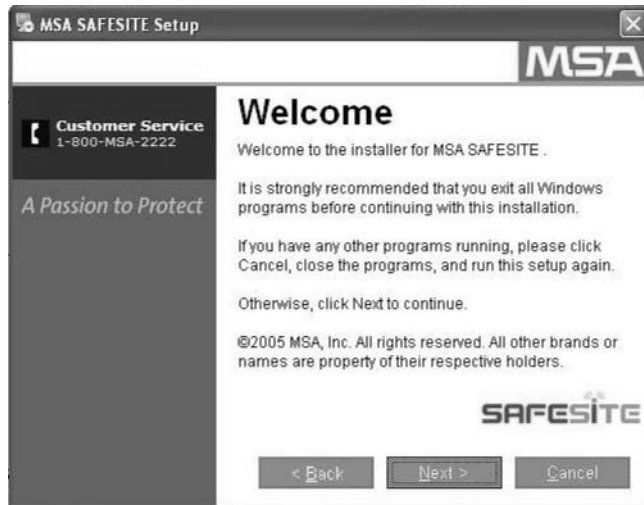 MSA SAFESITE Setup
MSA
Customer Service
1-800-MSA-2222
A Passion to Protect
Welcome
Welcome to the installer for MSA SAFESITE .
It is strongly recommended that you exit all Windows
programs before continuing with this installation.
If you have any other programs running, please click
Cancel, close the programs, and run this setup again.
Otherwise, click Next to continue.
©2005 MSA, Inc. All rights reserved. All other brands or
names are property of their respective holders.
SAFESITE
< Back
Next >
Cancel